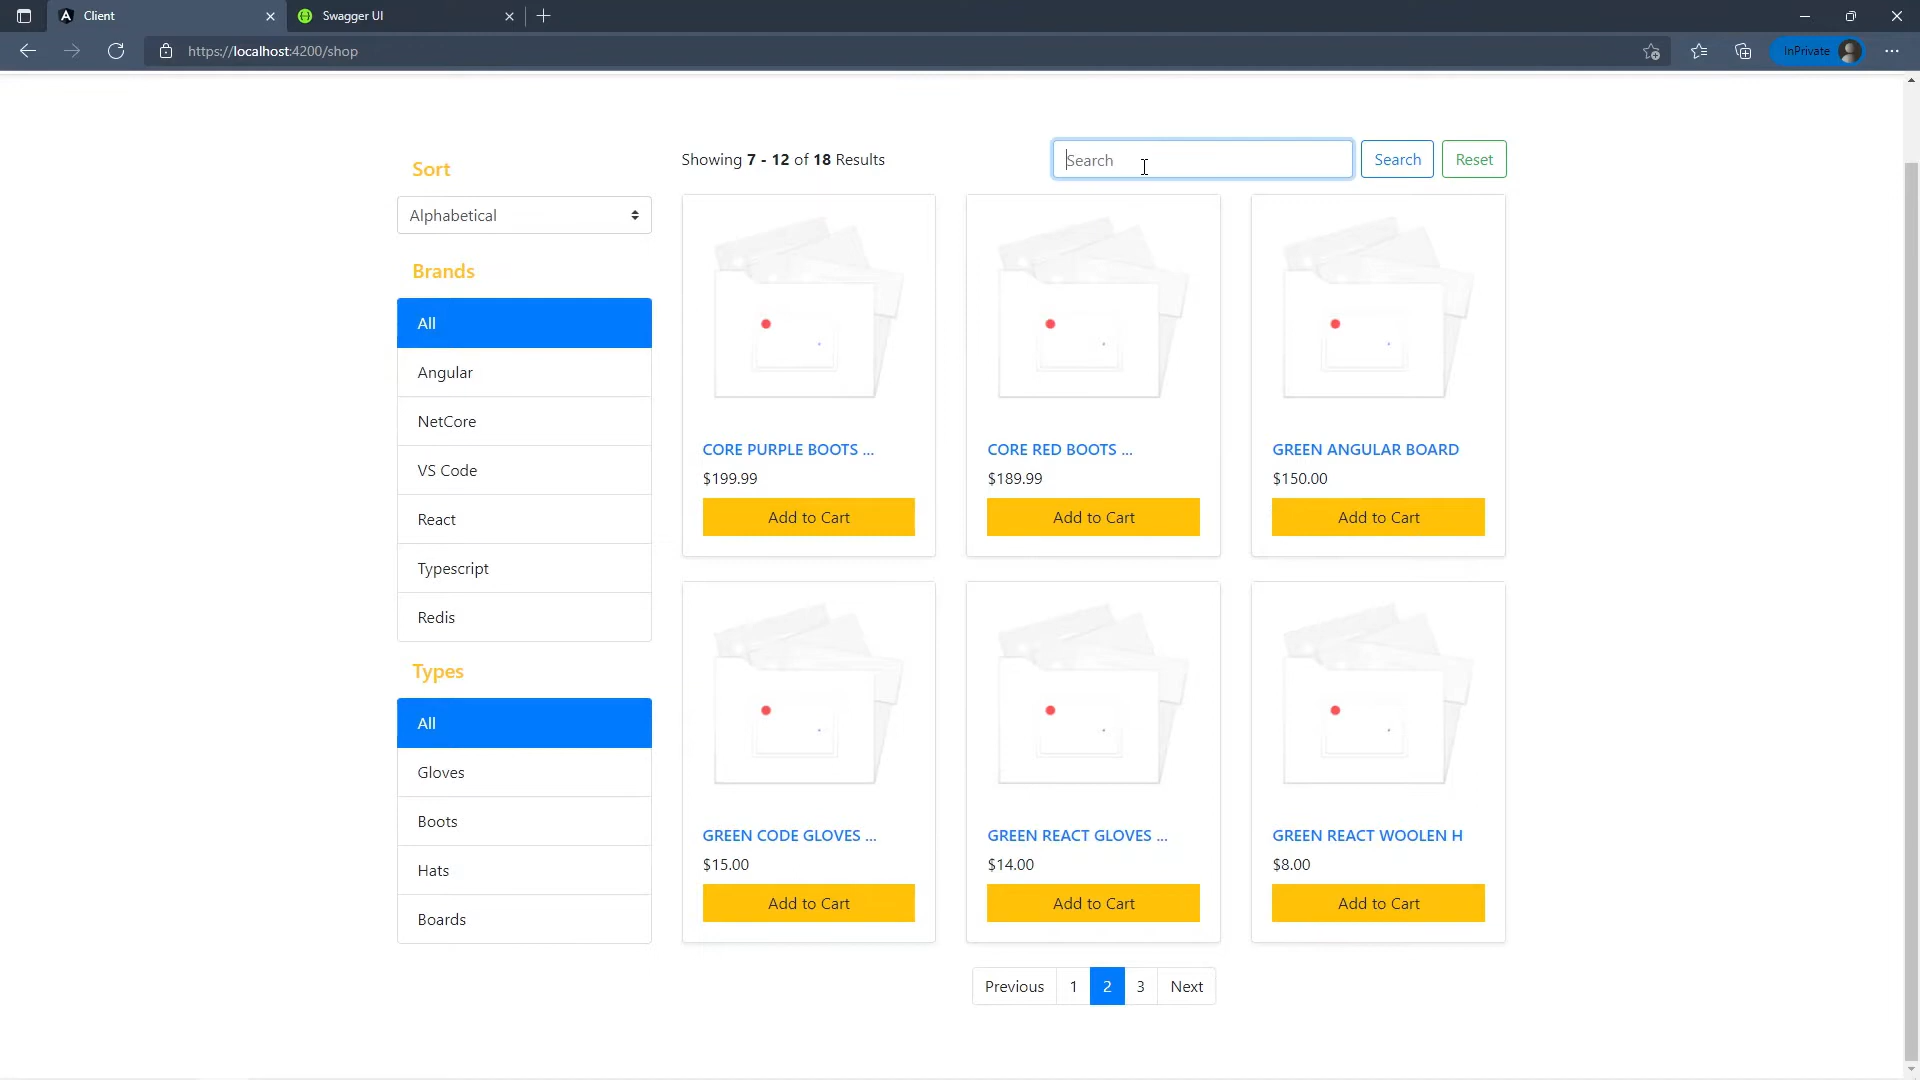 Client
Swagger UI
https://localhost:4200/shop
InPrivate
Sort
Alphabetical
Brands
All
Angular
NetCore
VS Code
React
Typescript
Redis
Types
All
Gloves
Boots
Hats
Boards
Showing 7 - 12 of 18 Results
Search
Search
Reset
CORE PURPLE BOOTS ...
$199.99
Add to Cart
CORE RED BOOTS ...
$189.99
Add to Cart
GREEN ANGULAR BOARD
$150.00
Add to Cart
GREEN CODE GLOVES ...
$15.00
Add to Cart
GREEN REACT GLOVES ...
$14.00
Add to Cart
GREEN REACT WOOLEN H
$8.00
Add to Cart
Previous 1 2 3 Next